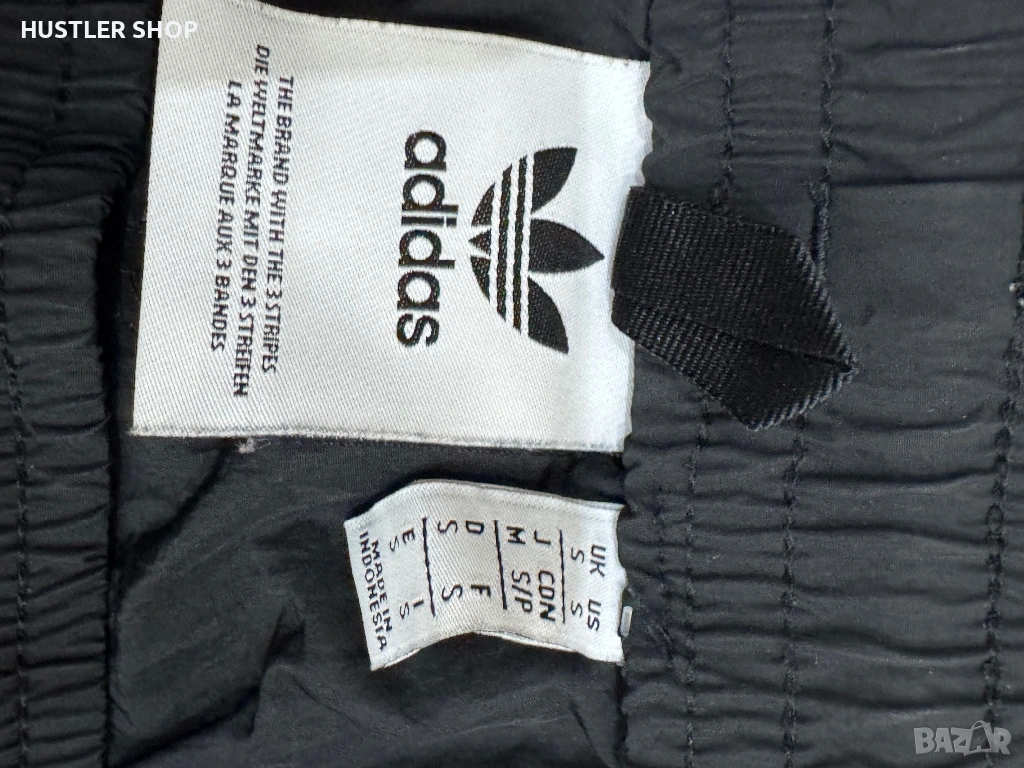 HUSTLER SHOP
adidas
THE BRAND WITH THE 3 STRIPES
DIE WELTMARKE MIT DEN 3 STREIFEN
LA MARQUE AUX 3 BANDES
UK US
S S
J CDN
M S/P
D F
S S
E I
S S
MADE IN
INDONESIA
BAZAR